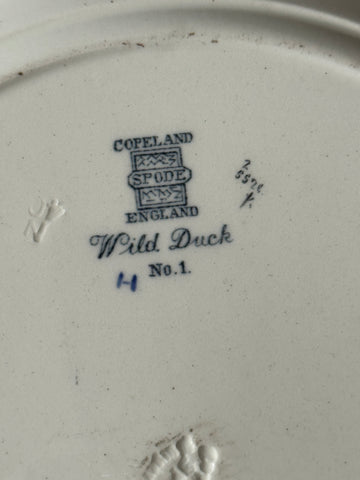 COPELAND
SPODE
ENGLAND
Wild Duck
No.1.
H
N